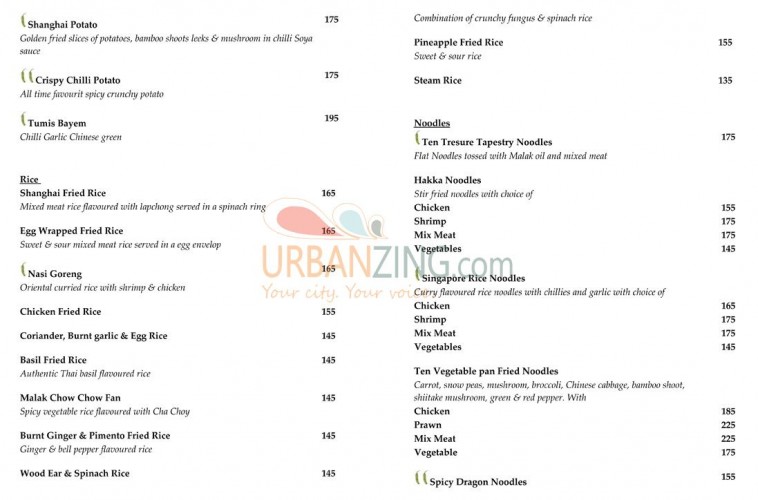 Shanghai Potato 175
Golden fried slices of potatoes, bamboo shoots leeks & mushroom in chilli Soya
sauce
Crispy Chilli Potato 175
All time favourit spicy crunchy potato
Tumis Bayem 195
Chilli Garlic Chinese green
Rice
Shanghai Fried Rice 165
Mixed meat rice flavoured with lapchong served in a spinach ring
Egg Wrapped Fried Rice 165
Sweet & sour mixed meat rice served in a egg envelop
Nasi Goreng 165
Oriental curried rice with shrimp & chicken
Chicken Fried Rice 155
Coriander, Burnt garlic & Egg Rice 145
Basil Fried Rice 145
Authentic Thai basil flavoured rice
Malak Chow Chow Fan 145
Spicy vegetable rice flavoured with Cha Choy
Burnt Ginger & Pimento Fried Rice 145
Ginger & bell pepper flavoured rice
Wood Ear & Spinach Rice 145
Combination of crunchy fungus & spinach rice
Pineapple Fried Rice 155
Sweet & sour rice
Steam Rice 135
Noodles
Ten Tresure Tapestry Noodles 175
Flat Noodles tossed with Malak oil and mixed meat
Hakka Noodles
Stir fried noodles with choice of
Chicken 155
Shrimp 175
Mix Meat 175
Vegetables 145
Singapore Rice Noodles
Curry flavoured rice noodles with chillies and garlic with choice of
Chicken 165
Shrimp 175
Mix Meat 175
Vegetables 145
Ten Vegetable pan Fried Noodles
Carrot, snow peas, mushroom, broccoli, Chinese cabbage, bamboo shoot,
shiitake mushroom, green & red pepper. With
Chicken 185
Prawn 225
Mix Meat 225
Vegetable 175
Spicy Dragon Noodles 155
URBANZING.com
Your city. Your voice.